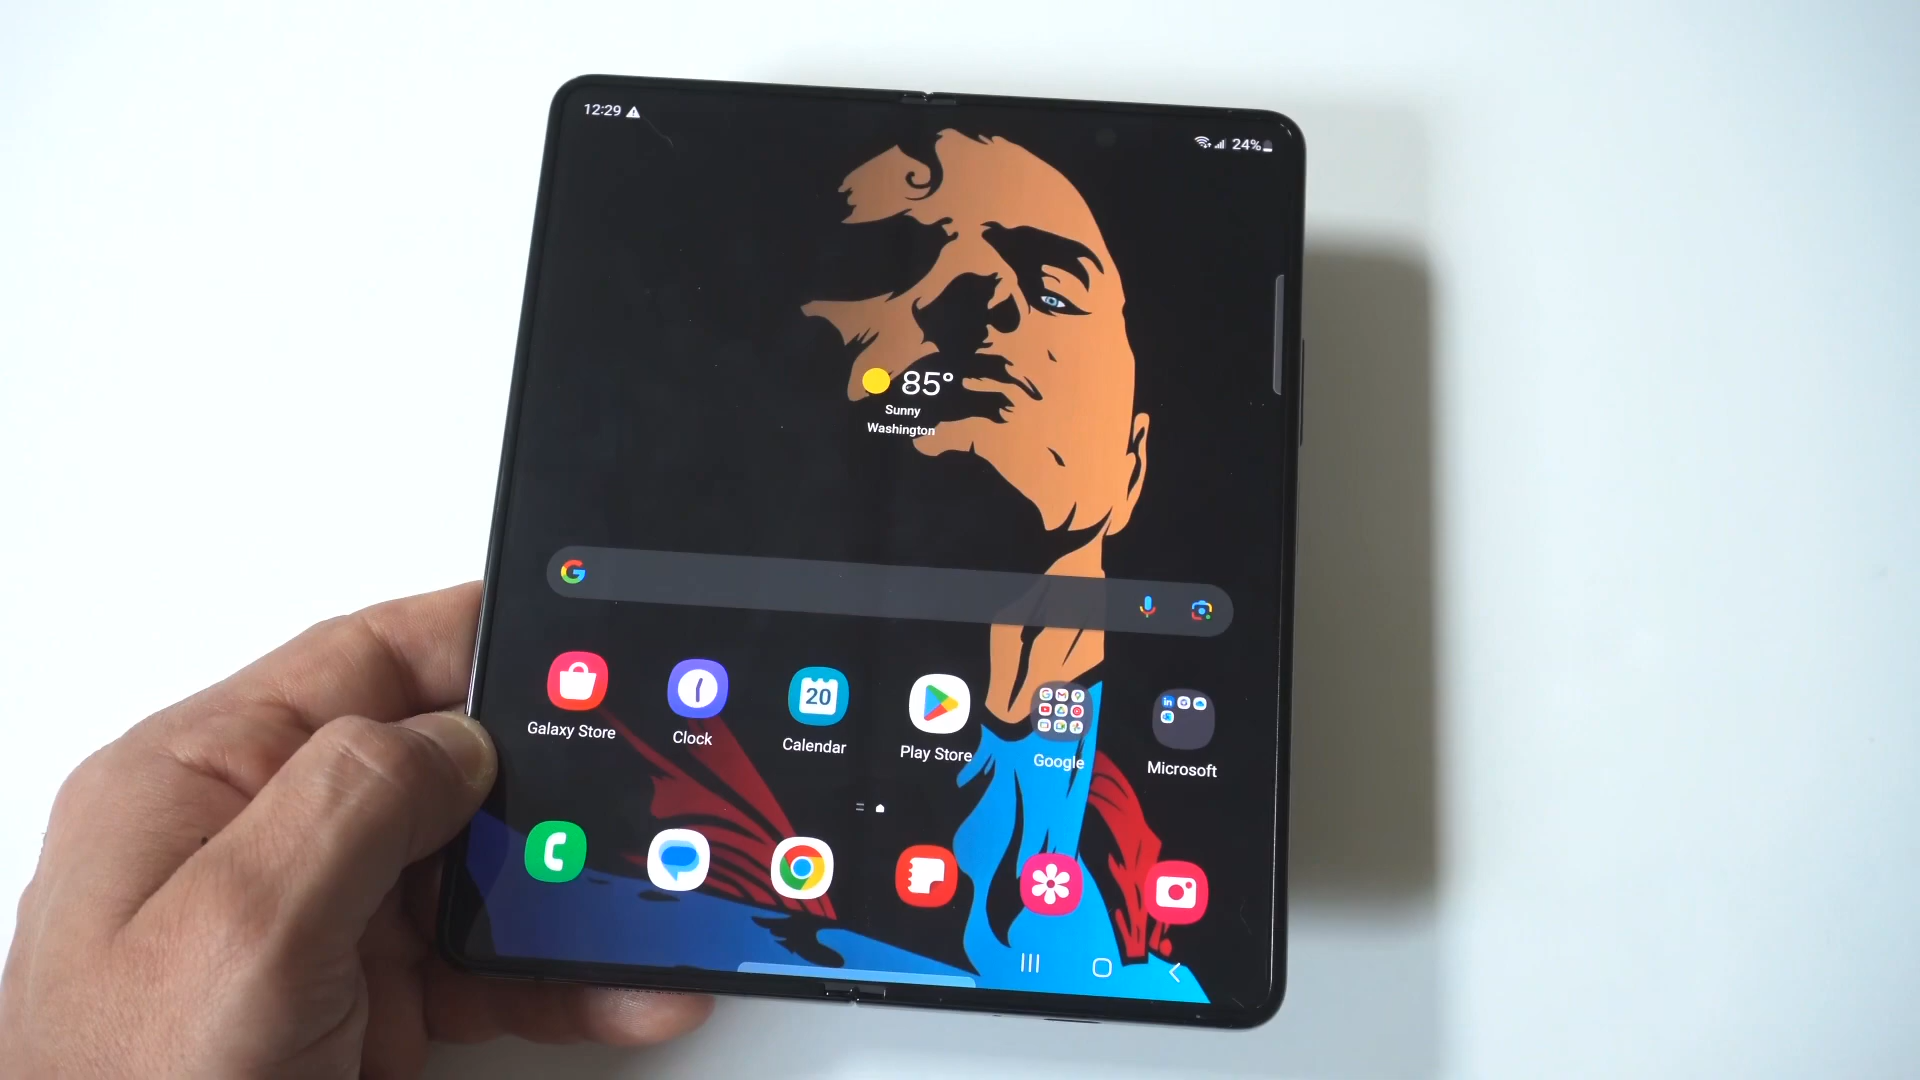 12:29
24%
85°
Sunny
Washington
Galaxy Store
Clock
20
Calendar
Play Store
Google
Microsoft